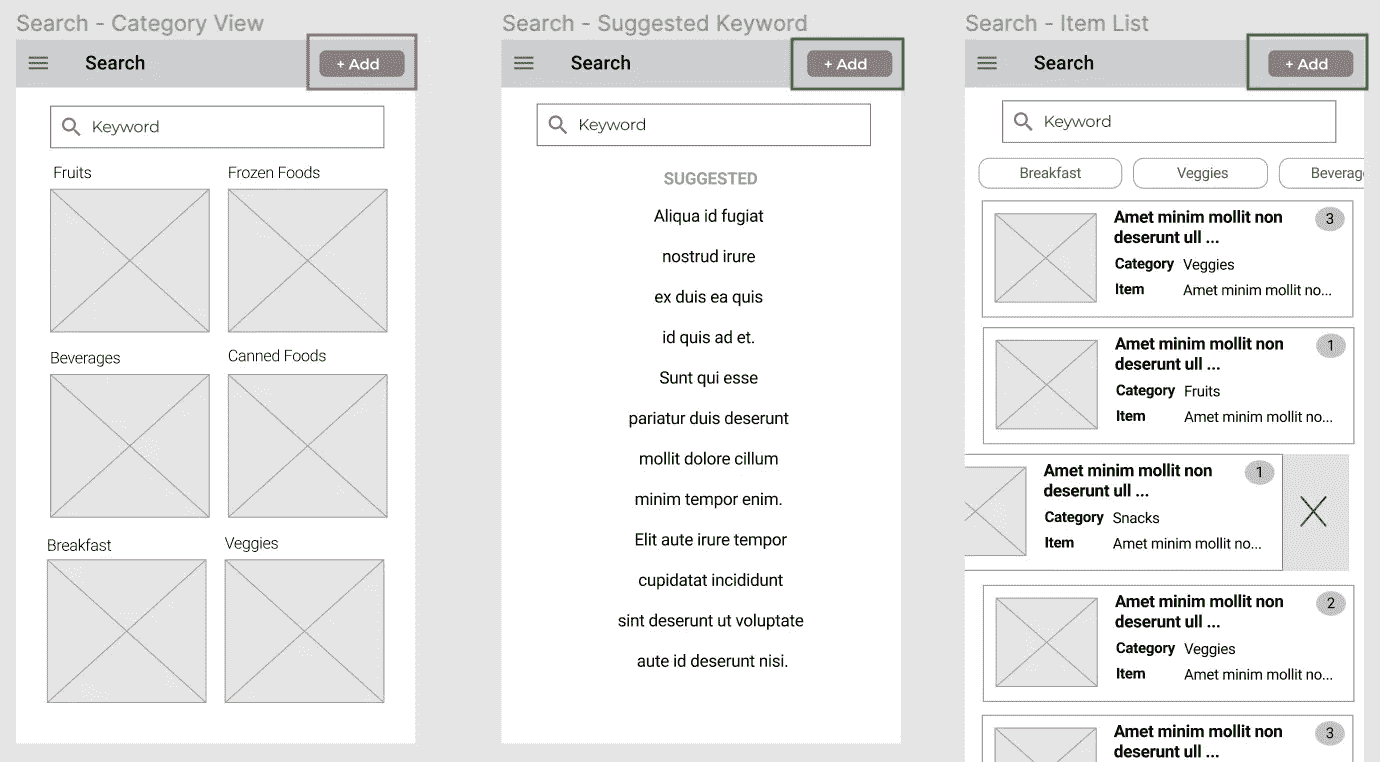 Search - Category View
Search
+ Add
Keyword
Fruits
Frozen Foods
Beverages
Canned Foods
Breakfast
Veggies
Search - Suggested Keyword
Search
+ Add
Keyword
SUGGESTED
Aliqua id fugiat
nostrud irure
ex duis ea quis
id quis ad et.
Sunt qui esse
pariatur duis deserunt
mollit dolore cillum
minim tempor enim.
Elit aute irure tempor
cupidatat incididunt
sint deserunt ut voluptate
aute id deserunt nisi.
Search - Item List
Search
+ Add
Keyword
Breakfast
Veggies
Beverag
Amet minim mollit non
deserunt ull ...
3
Category Veggies
Item Amet minim mollit no...
Amet minim mollit non
deserunt ull ...
1
Category Fruits
Item Amet minim mollit no...
Amet minim mollit non
deserunt ull ...
1
Category Snacks
Item Amet minim mollit no...
Amet minim mollit non
deserunt ull ...
2
Category Veggies
Item Amet minim mollit no...
Amet minim mollit non
deserunt ull ...
3